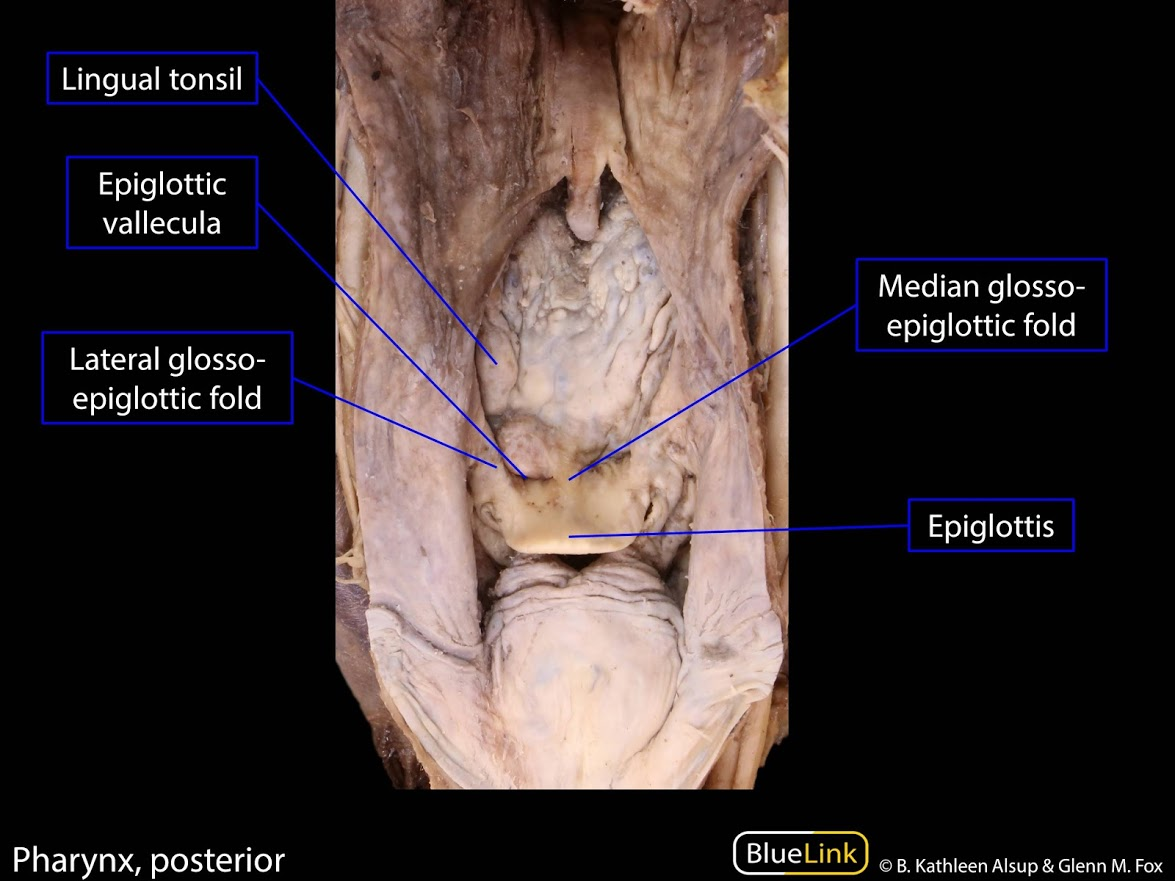 Lingual tonsil
Epiglottic
vallecula
Lateral glosso-
epiglottic fold
Median glosso-
epiglottic fold
Epiglottis
Pharynx, posterior
BlueLink
© B. Kathleen Alsup & Glenn M. Fox